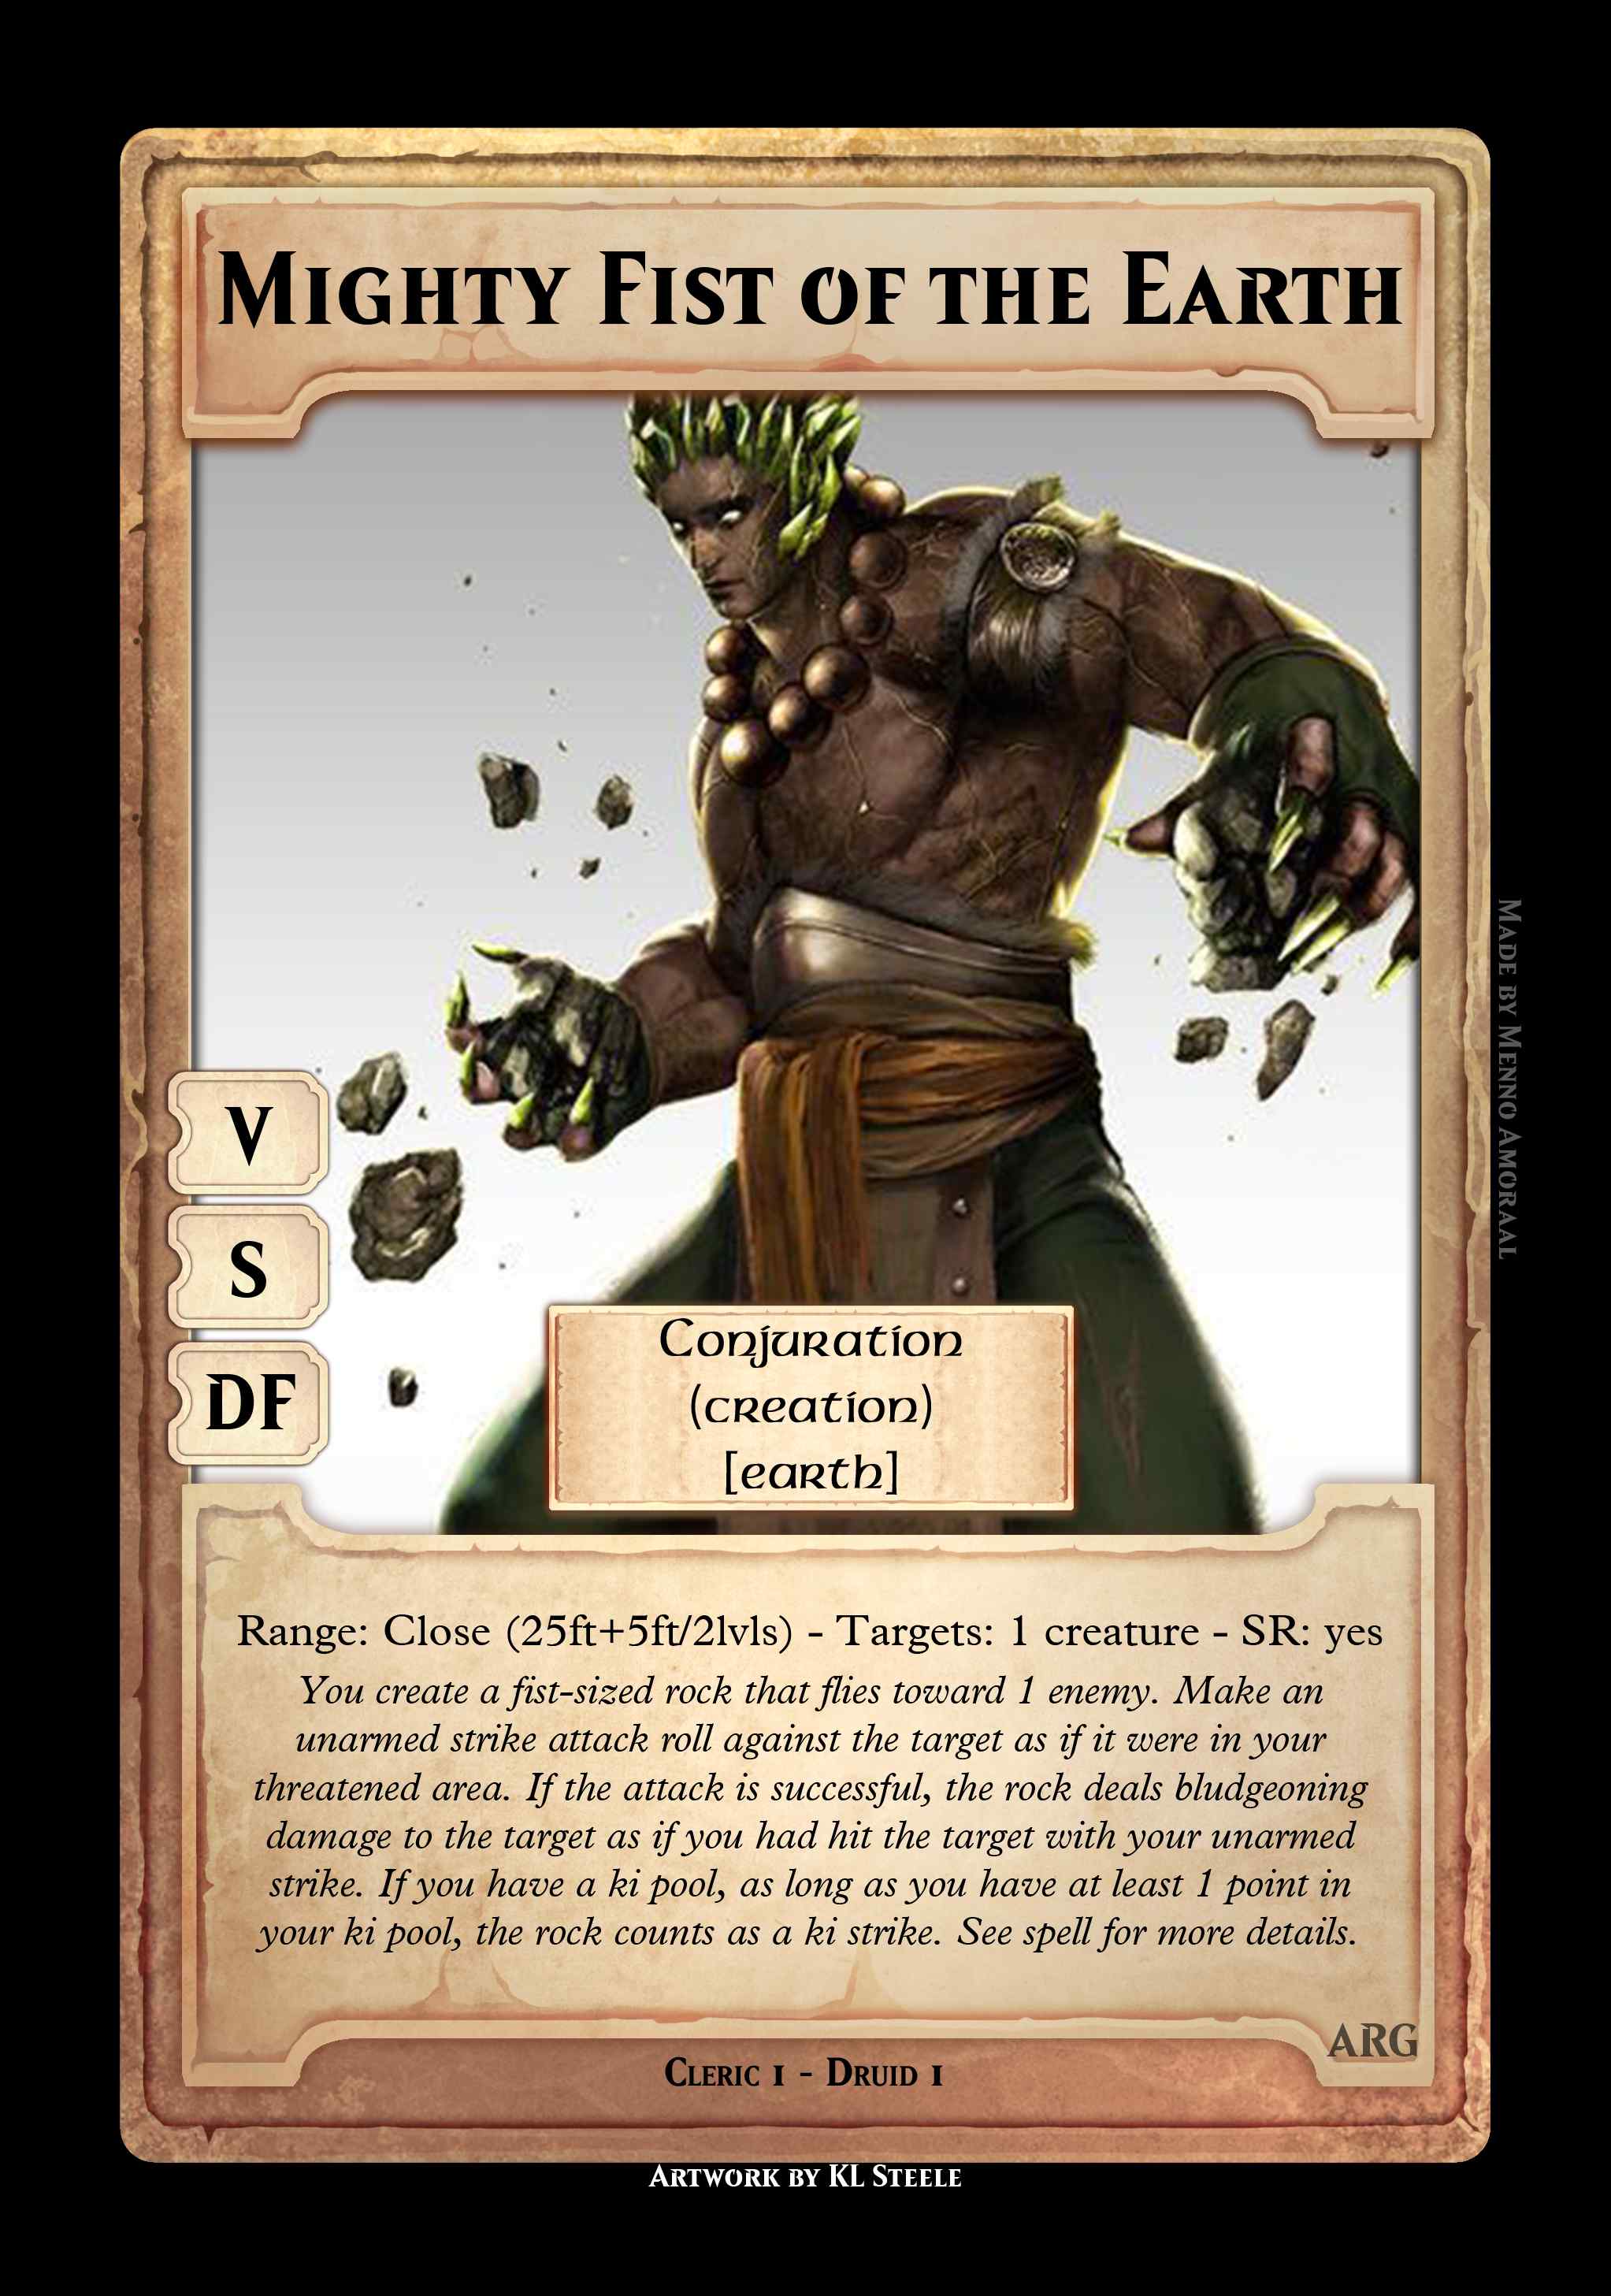 Mighty Fist of the Earth
V
S
DF
Conjuration
(creation)
[earth]
Range: Close (25ft+5ft/2lvls) - Targets: 1 creature - SR: yes
You create a fist-sized rock that flies toward 1 enemy. Make an
unarmed strike attack roll against the target as if it were in your
threatened area. If the attack is successful, the rock deals bludgeoning
damage to the target as if you had hit the target with your unarmed
strike. If you have a ki pool, as long as you have at least 1 point in
your ki pool, the rock counts as a ki strike. See spell for more details.
ARG
Cleric 1 - Druid 1
Artwork by KL Steele
Made by Menno Amoraal